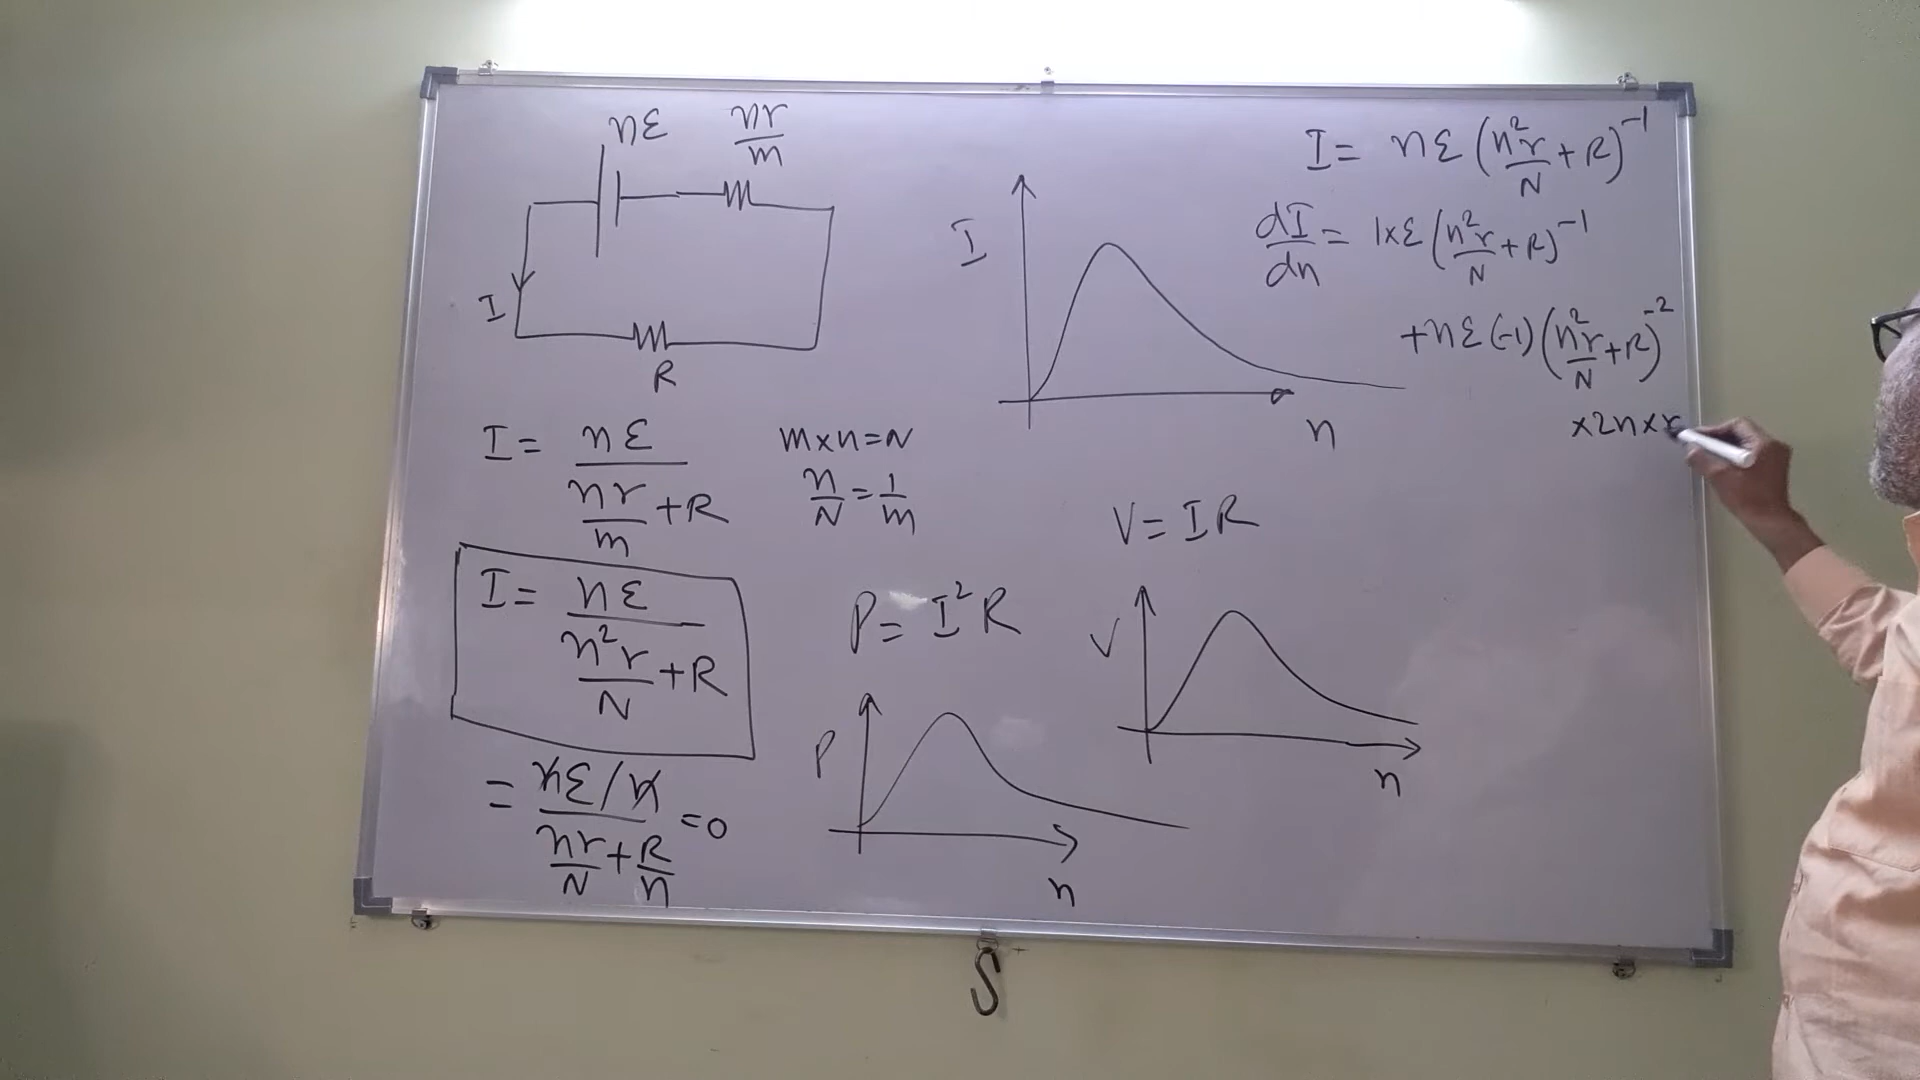 nε
nr/m
I
R
I = nε / (nr/m + R)
m×n=N
n/N = 1/m
I = nε / (n²r/N + R)
= nε/n / (nr/N + R/n) = 0
I
n
P = I²R
P
n
V = IR
V
n
I = nε (n²r/N + R)⁻¹
dI/dn = 1×ε (n²r/N + R)⁻¹
+nε(-1) (n²r/N + R)⁻²
×2n×r